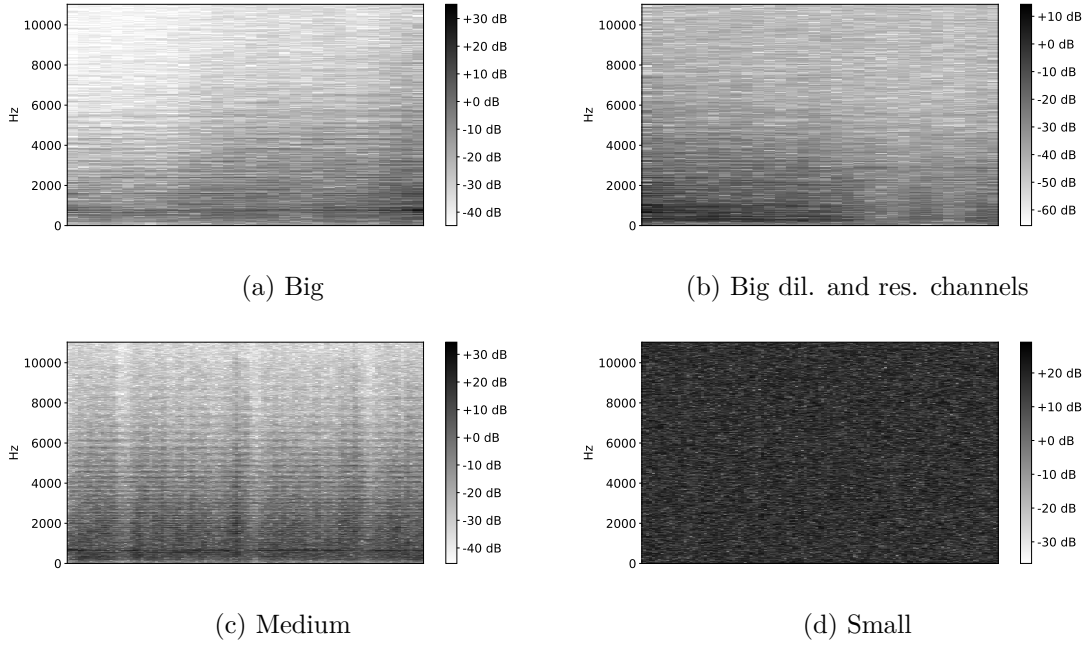 10000
8000
6000
4000
2000
0
Hz
+30 dB
+20 dB
+10 dB
+0 dB
-10 dB
-20 dB
-30 dB
-40 dB
(a) Big
10000
8000
6000
4000
2000
0
Hz
+10 dB
+0 dB
-10 dB
-20 dB
-30 dB
-40 dB
-50 dB
-60 dB
(b) Big dil. and res. channels
10000
8000
6000
4000
2000
0
Hz
+30 dB
+20 dB
+10 dB
+0 dB
-10 dB
-20 dB
-30 dB
-40 dB
(c) Medium
10000
8000
6000
4000
2000
0
Hz
+20 dB
+10 dB
+0 dB
-10 dB
-20 dB
-30 dB
(d) Small